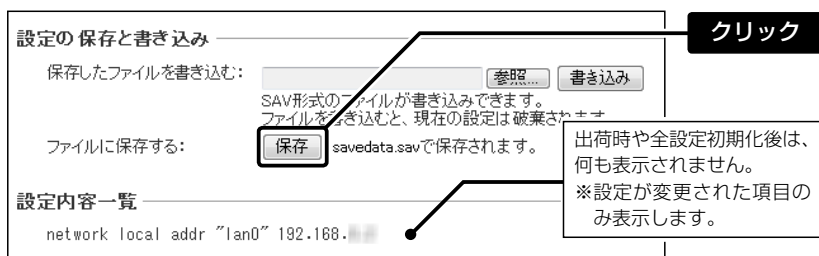 設定の保存と書き込み
クリック
保存したファイルを書き込む:
参照...
書き込み
SAV形式のファイルが書き込みできます。
ファイルを書き込むと、現在の設定は破棄されます。
ファイルに保存する:
保存
savedata.savで保存されます。
出荷時や全設定初期化後は、
何も表示されません。
※設定が変更された項目の
み表示します。
設定内容一覧
network local addr "lan0" 192.168.